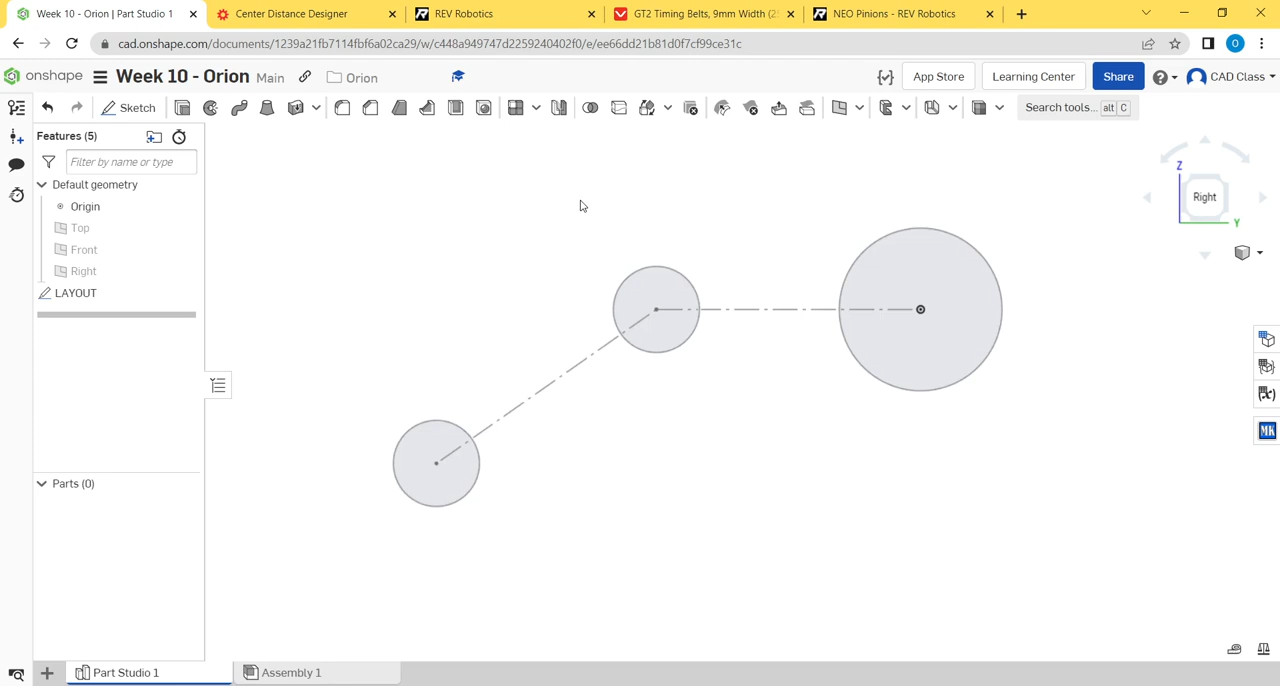 Week 10 - Orion | Part Studio 1
Center Distance Designer
REV Robotics
GT2 Timing Belts, 9mm Width (2
NEO Pinions - REV Robotics
cad.onshape.com/documents/1239a21fb7114fbf6a02ca29/w/c448a949747d2259240402f0/e/ee66dd21b81d0f7cf99ce31c
O
onshape
Week 10 - Orion
Main
Orion
App Store
Learning Center
Share
CAD Class
Sketch
Search tools... alt C
Features (5)
Filter by name or type
Default geometry
Origin
Top
Front
Right
LAYOUT
Parts (0)
Z
Right
Y
MK
Part Studio 1
Assembly 1